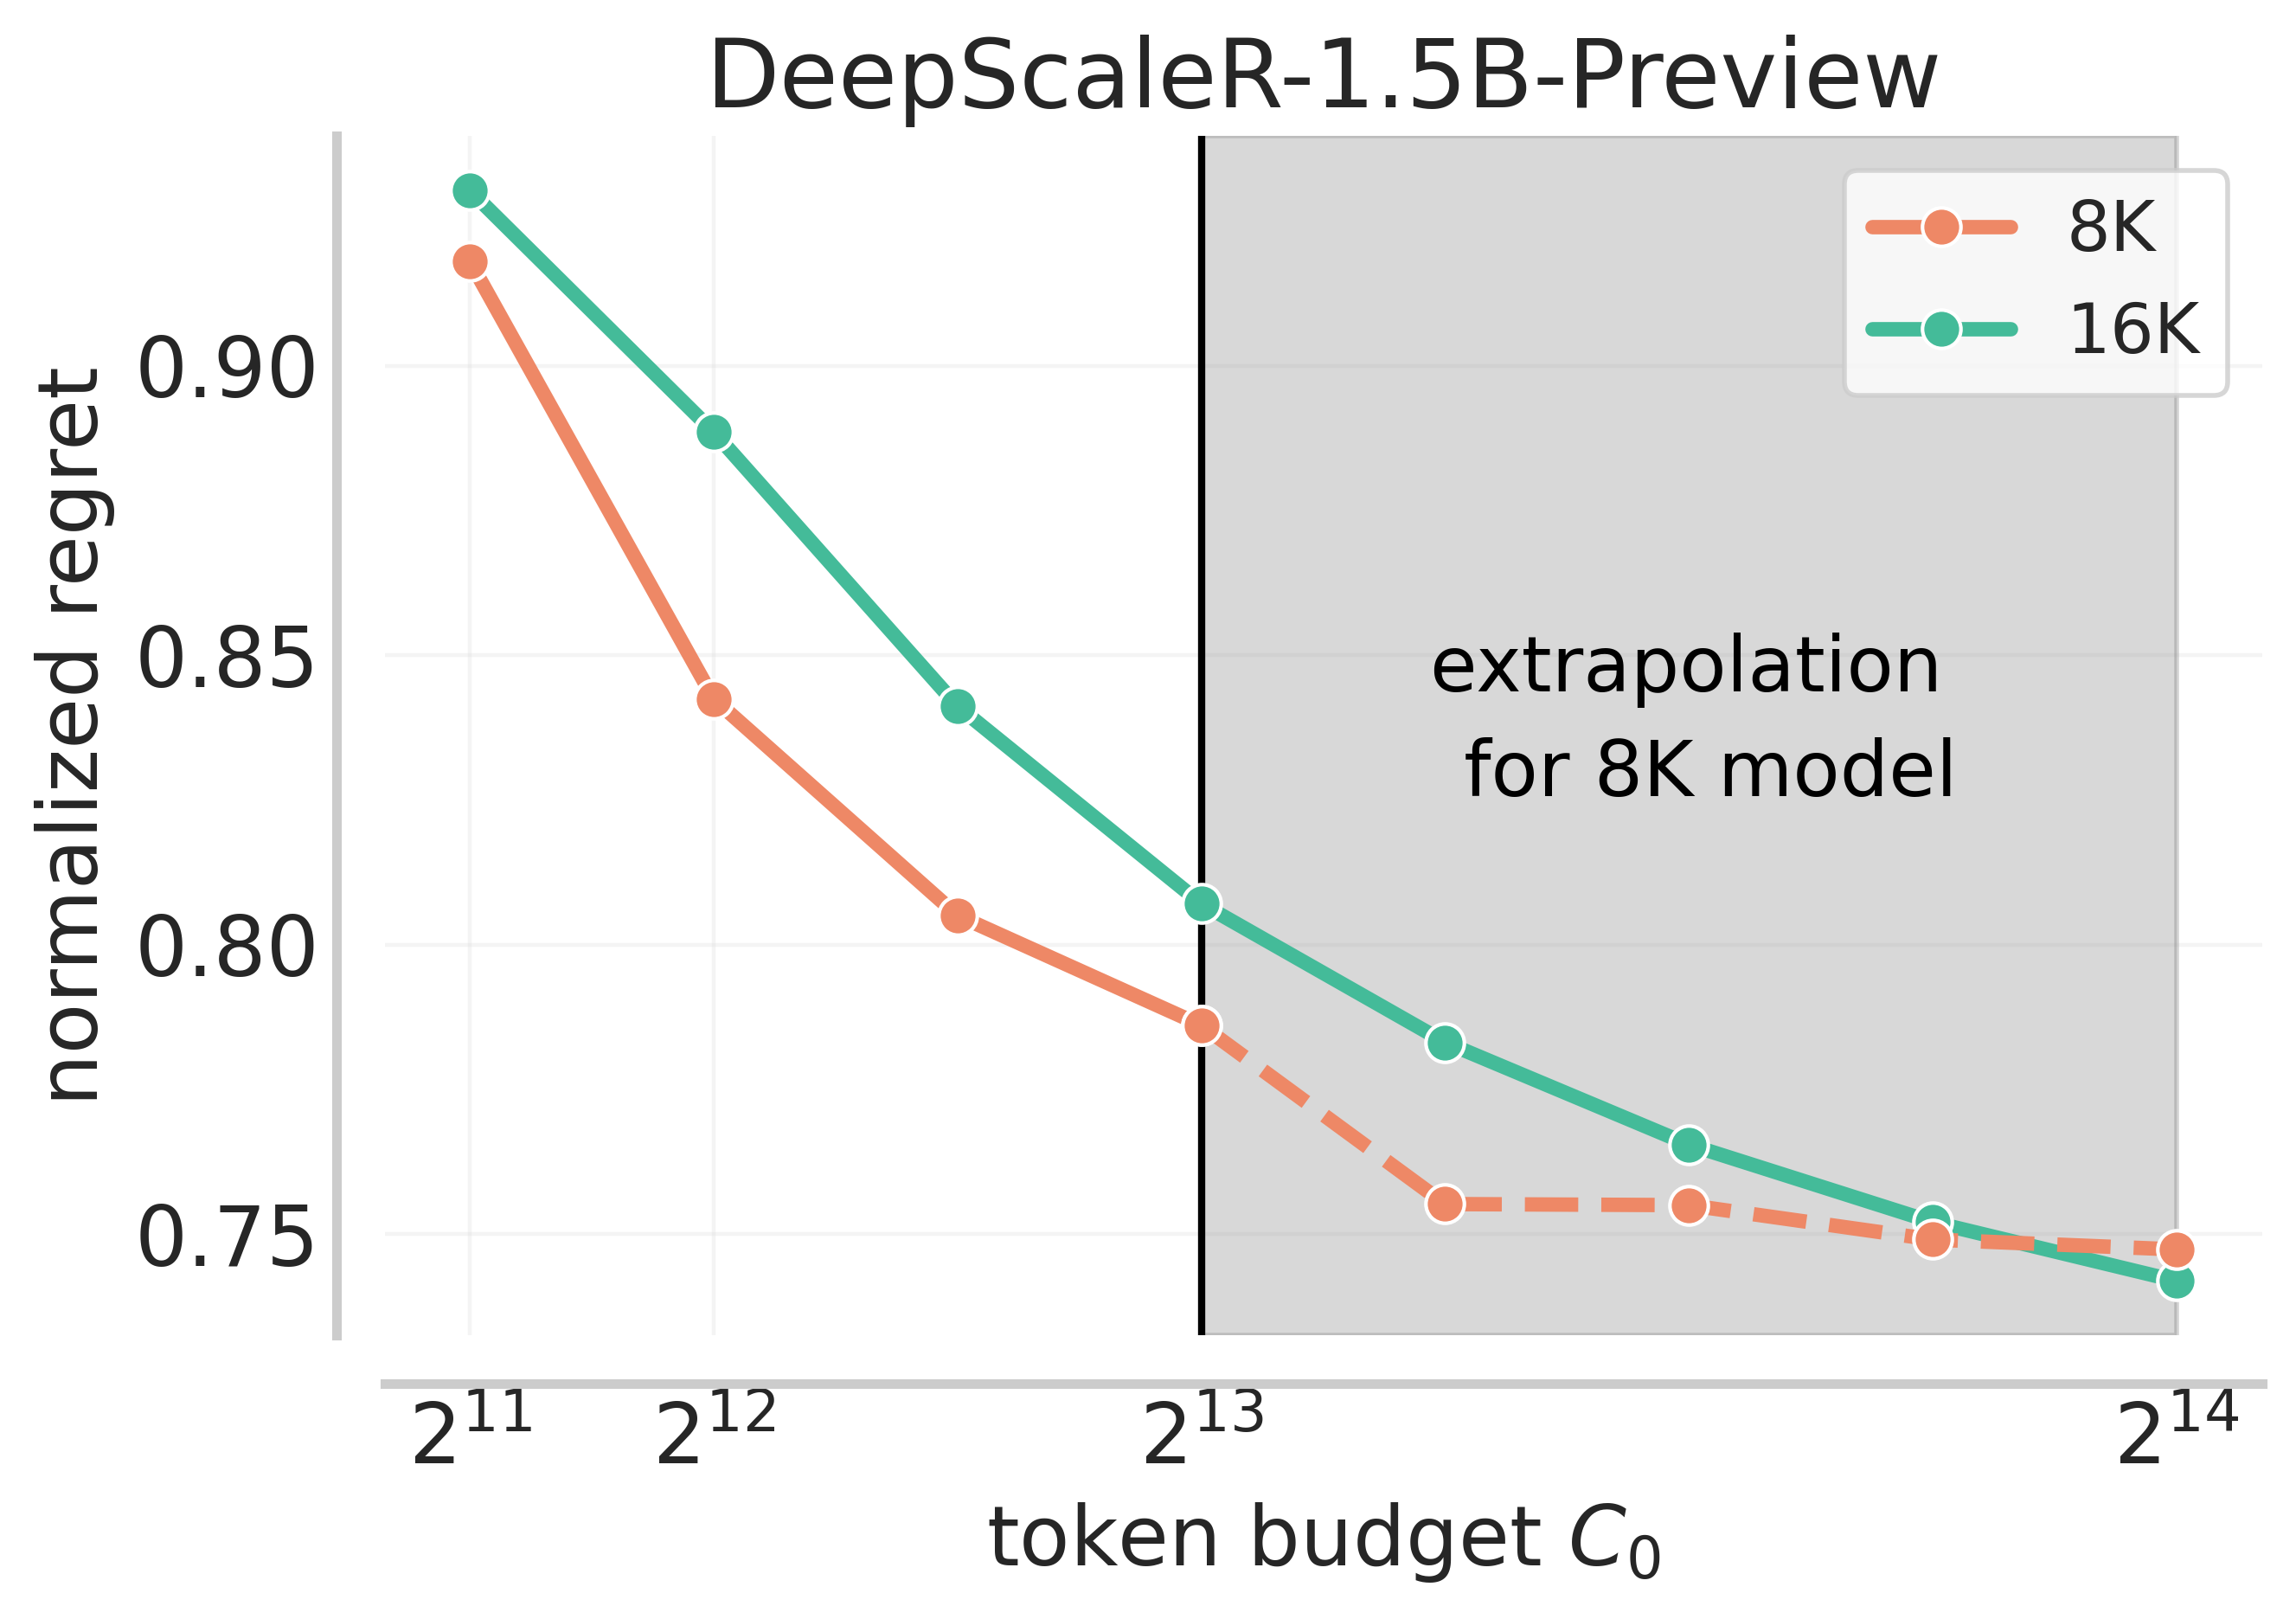 DeepScaleR-1.5B-Preview
normalized regret
0.90
0.85
0.80
0.75
8K
16K
extrapolation
for 8K model
2^11 2^12 2^13 2^14
token budget C_0